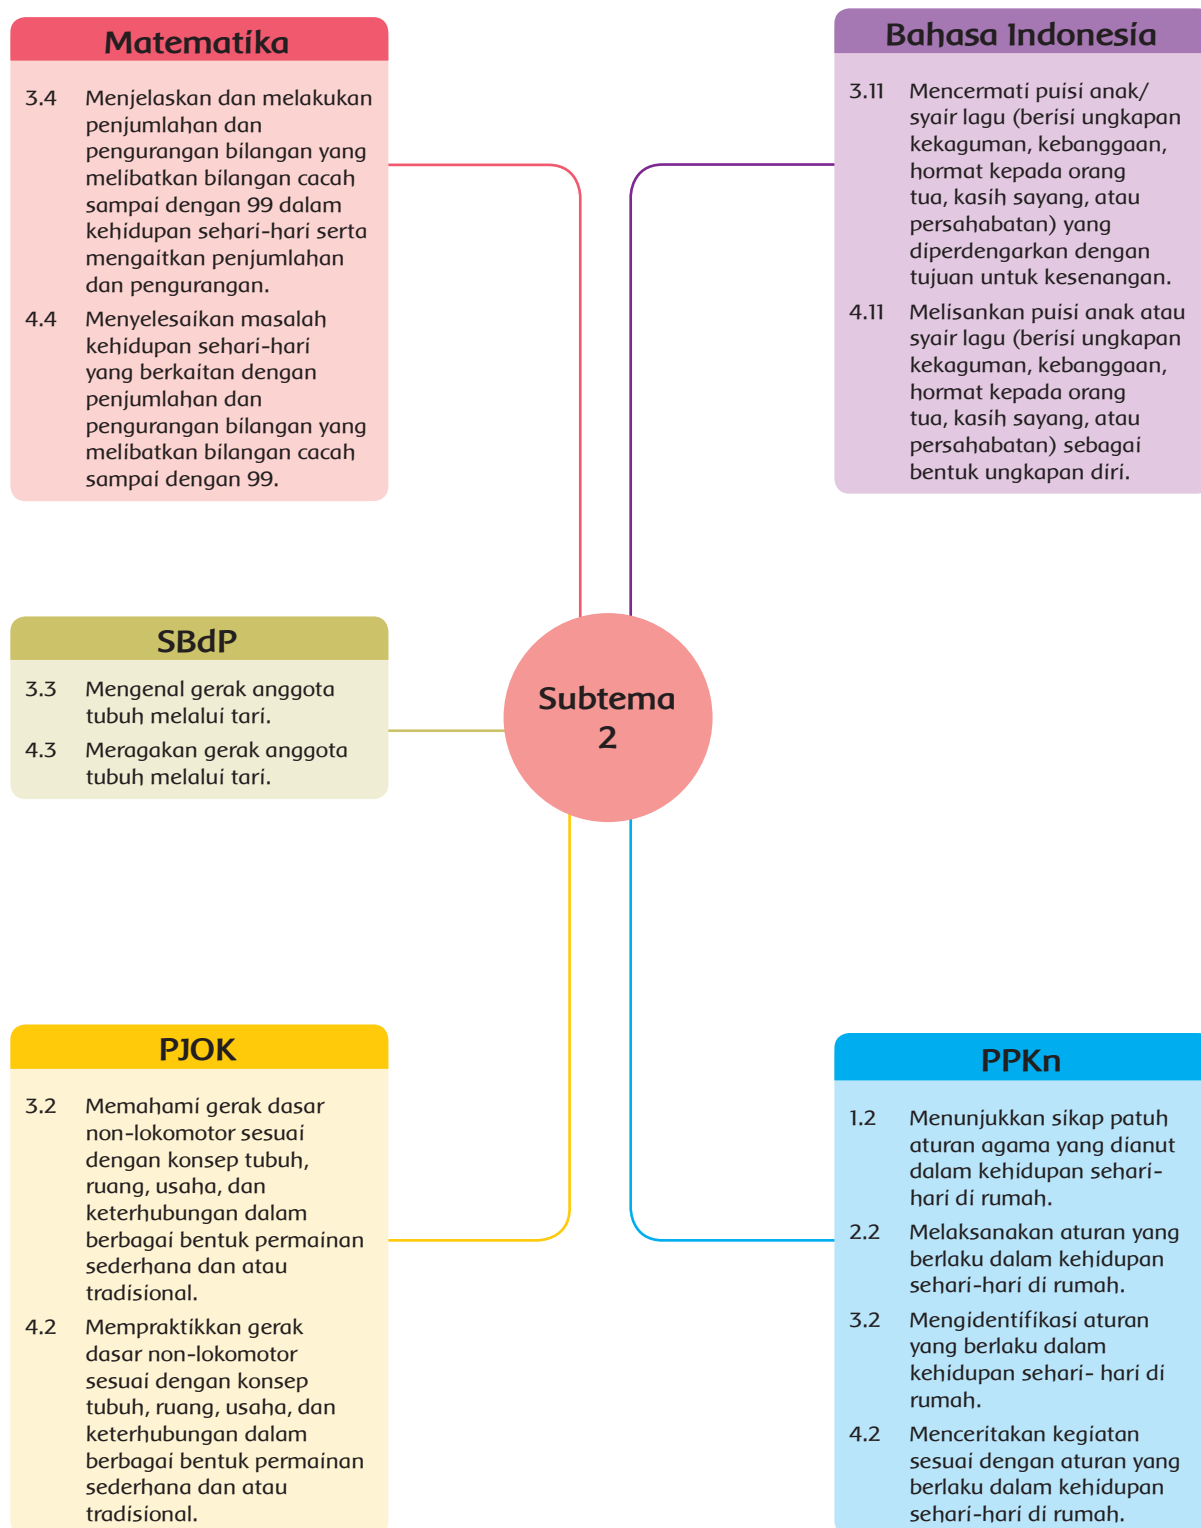 Matematika
3.4 Menjelaskan dan melakukan
penjumlahan dan
pengurangan bilangan yang
melibatkan bilangan cacah
sampai dengan 99 dalam
kehidupan sehari-hari serta
mengaitkan penjumlahan
dan pengurangan.
4.4 Menyelesaikan masalah
kehidupan sehari-hari
yang berkaitan dengan
penjumlahan dan
pengurangan bilangan yang
melibatkan bilangan cacah
sampai dengan 99.
Bahasa Indonesia
3.11 Mencermati puisi anak/
syair lagu (berisi ungkapan
kekaguman, kebanggaan,
hormat kepada orang
tua, kasih sayang, atau
persahabatan) yang
diperdengarkan dengan
tujuan untuk kesenangan.
4.11 Melisankan puisi anak atau
syair lagu (berisi ungkapan
kekaguman, kebanggaan,
hormat kepada orang
tua, kasih sayang, atau
persahabatan) sebagai
bentuk ungkapan diri.
SBdP
3.3 Mengenal gerak anggota
tubuh melalui tari.
4.3 Meragakan gerak anggota
tubuh melalui tari.
Subtema
2
PJOK
3.2 Memahami gerak dasar
non-lokomotor sesuai
dengan konsep tubuh,
ruang, usaha, dan
keterhubungan dalam
berbagai bentuk permainan
sederhana dan atau
tradisional.
4.2 Mempraktikkan gerak
dasar non-lokomotor
sesuai dengan konsep
tubuh, ruang, usaha, dan
keterhubungan dalam
berbagai bentuk permainan
sederhana dan atau
tradisional.
PPKn
1.2 Menunjukkan sikap patuh
aturan agama yang dianut
dalam kehidupan sehari-
hari di rumah.
2.2 Melaksanakan aturan yang
berlaku dalam kehidupan
sehari-hari di rumah.
3.2 Mengidentifikasi aturan
yang berlaku dalam
kehidupan sehari- hari di
rumah.
4.2 Menceritakan kegiatan
sesuai dengan aturan yang
berlaku dalam kehidupan
sehari-hari di rumah.